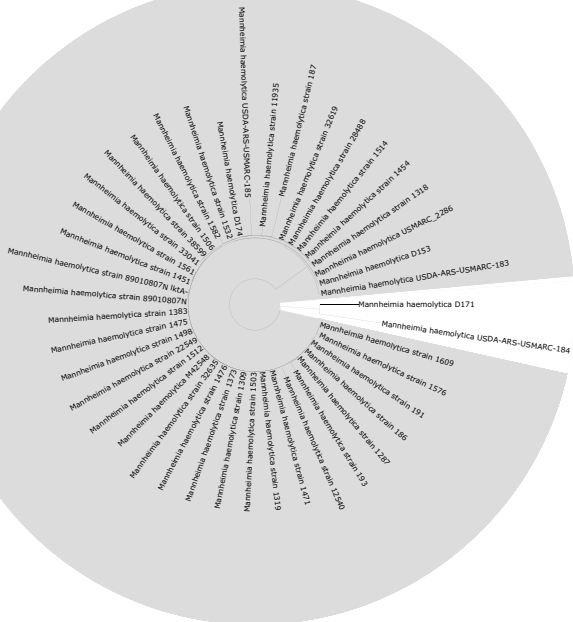 Mannheimia haemolytica USDA-ARS-USMARC-185
Mannheimia haemolytica strain 11935
Mannheimia haemolytica strain 187
Mannheimia haemolytica strain 32619
Mannheimia haemolytica strain 28488
Mannheimia haemolytica strain 1514
Mannheimia haemolytica strain 1454
Mannheimia haemolytica strain 1318
Mannheimia haemolytica USMARC_2286
Mannheimia haemolytica D153
Mannheimia haemolytica USDA-ARS-USMARC-183
Mannheimia haemolytica D171
Mannheimia haemolytica USDA-ARS-USMARC-184
Mannheimia haemolytica strain 1609
Mannheimia haemolytica strain 1576
Mannheimia haemolytica strain 191
Mannheimia haemolytica strain 186
Mannheimia haemolytica strain 1287
Mannheimia haemolytica strain 193
Mannheimia haemolytica strain 12540
Mannheimia haemolytica strain 1471
Mannheimia haemolytica strain 1319
Mannheimia haemolytica strain 1503
Mannheimia haemolytica strain 1309
Mannheimia haemolytica strain 1373
Mannheimia haemolytica strain 1476
Mannheimia haemolytica strain 32635
Mannheimia haemolytica M42548
Mannheimia haemolytica strain 1512
Mannheimia haemolytica strain 22549
Mannheimia haemolytica strain 1498
Mannheimia haemolytica strain 1475
Mannheimia haemolytica strain 1383
Mannheimia haemolytica strain 89010807N
Mannheimia haemolytica strain 89010807N lktA-
Mannheimia haemolytica strain 1451
Mannheimia haemolytica strain 1561
Mannheimia haemolytica strain 33041
Mannheimia haemolytica strain 38599
Mannheimia haemolytica strain 1506
Mannheimia haemolytica strain 1582
Mannheimia haemolytica strain 1532
Mannheimia haemolytica D174